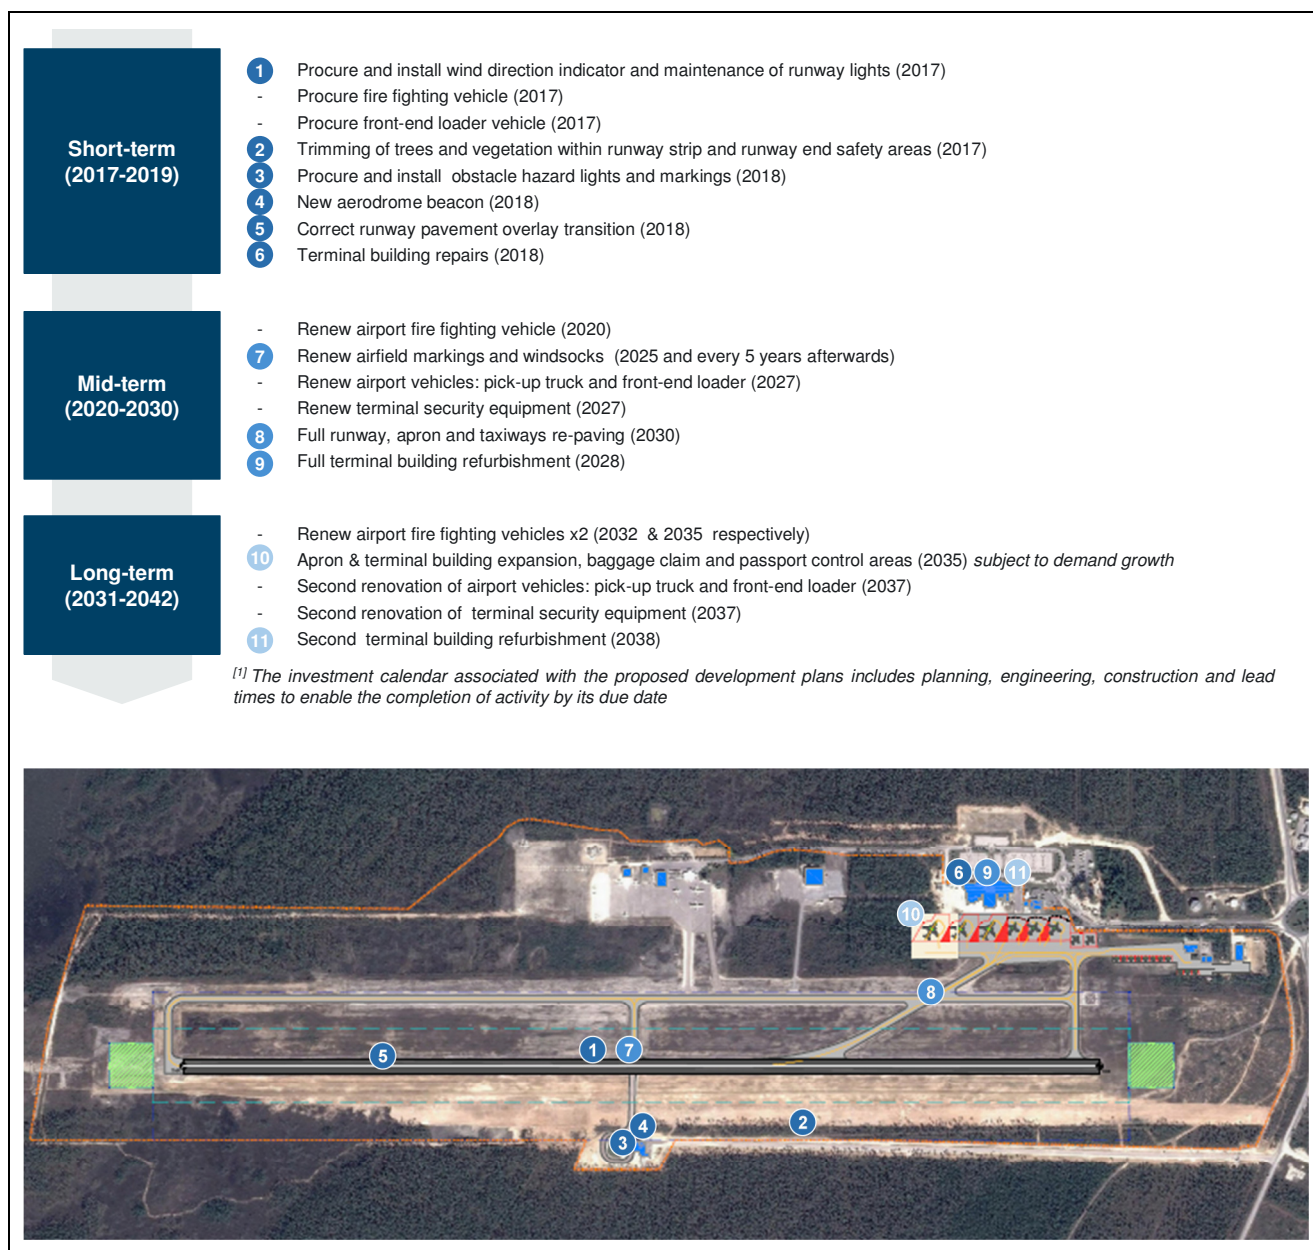 Short-term
(2017-2019)
1 Procure and install wind direction indicator and maintenance of runway lights (2017)
- Procure fire fighting vehicle (2017)
- Procure front-end loader vehicle (2017)
2 Trimming of trees and vegetation within runway strip and runway end safety areas (2017)
3 Procure and install obstacle hazard lights and markings (2018)
4 New aerodrome beacon (2018)
5 Correct runway pavement overlay transition (2018)
6 Terminal building repairs (2018)
Mid-term
(2020-2030)
- Renew airport fire fighting vehicle (2020)
7 Renew airfield markings and windsocks (2025 and every 5 years afterwards)
- Renew airport vehicles: pick-up truck and front-end loader (2027)
- Renew terminal security equipment (2027)
8 Full runway, apron and taxiways re-paving (2030)
9 Full terminal building refurbishment (2028)
Long-term
(2031-2042)
- Renew airport fire fighting vehicles x2 (2032 & 2035 respectively)
10 Apron & terminal building expansion, baggage claim and passport control areas (2035) subject to demand growth
- Second renovation of airport vehicles: pick-up truck and front-end loader (2037)
- Second renovation of terminal security equipment (2037)
11 Second terminal building refurbishment (2038)
[1] The investment calendar associated with the proposed development plans includes planning, engineering, construction and lead
times to enable the completion of activity by its due date
6 9 11
10
8
5 1 7
4 2
3